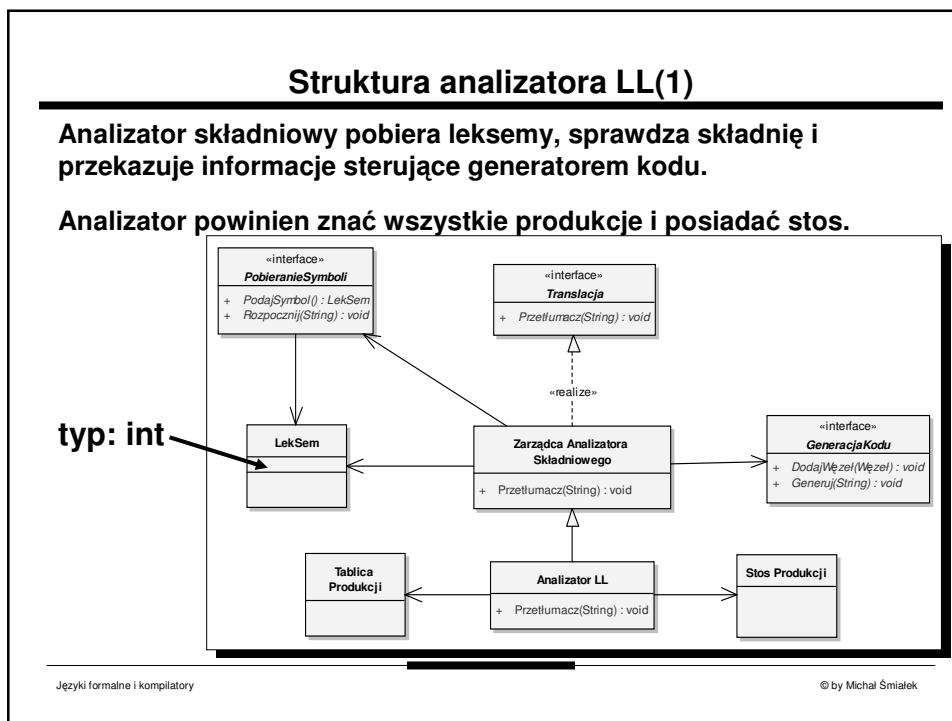 Struktura analizatora LL(1)
Analizator składniowy pobiera leksemy, sprawdza składnię i
przekazuje informacje sterujące generatorem kodu.
Analizator powinien znać wszystkie produkcje i posiadać stos.
«interface»
PobieranieSymboli
+ PodajSymbol() : LekSem
+ Rozpocznij(String) : void
«interface»
Translacja
+ Przetłumacz(String) : void
«realize»
typ: int
LekSem
Zarządca Analizatora
Składniowego
+ Przetłumacz(String) : void
«interface»
GeneracjaKodu
+ DodajWęzeł(Węzeł) : void
+ Generuj(String) : void
Tablica
Produkcji
Analizator LL
+ Przetłumacz(String) : void
Stos Produkcji
Języki formalne i kompilatory
© by Michał Śmiałek